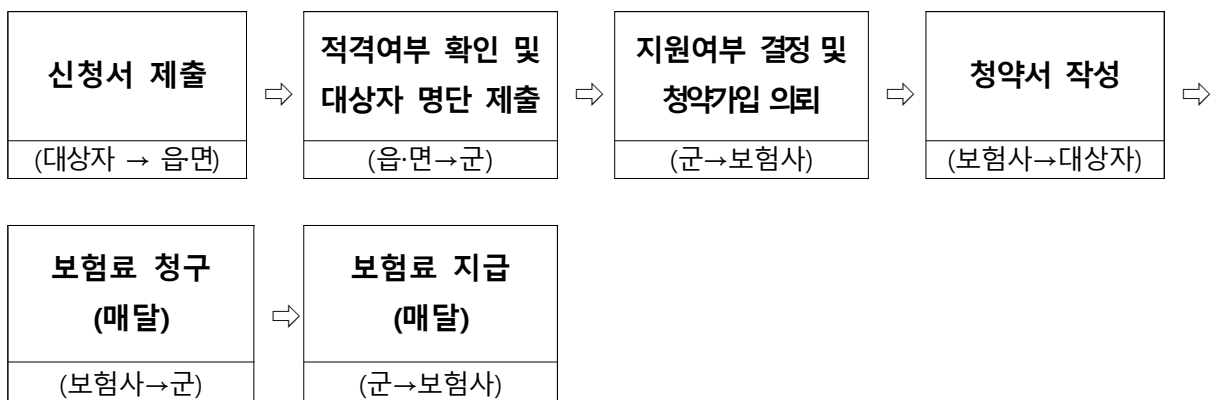 신청서 제출
(대상자 → 읍·면)
⇨
적격여부 확인 및
대상자 명단 제출
(읍·면→군)
⇨
지원여부 결정 및
청약가입 의뢰
(군→보험사)
⇨
청약서 작성
(보험사→대상자)
⇨
보험료 청구
(매달)
(보험사→군)
⇨
보험료 지급
(매달)
(군→보험사)